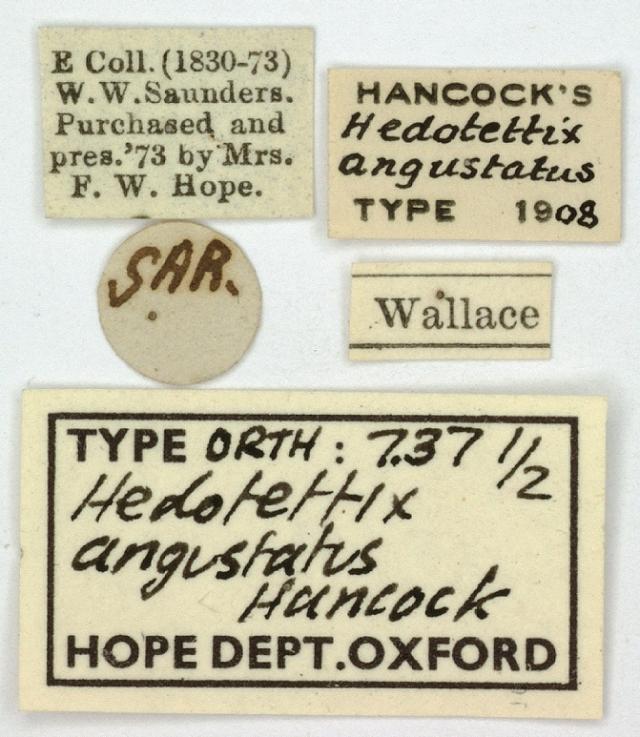 E Coll. (1830-73)
W. W. Saunders.
Purchased and
pres.'73 by Mrs.
F. W. Hope.
HANCOCK'S
Hedotettix
angustatus
TYPE 1908
SAR.
Wallace
TYPE ORTH : 737 1/2
Hedotettix
angustatus
Hancock
HOPE DEPT.OXFORD